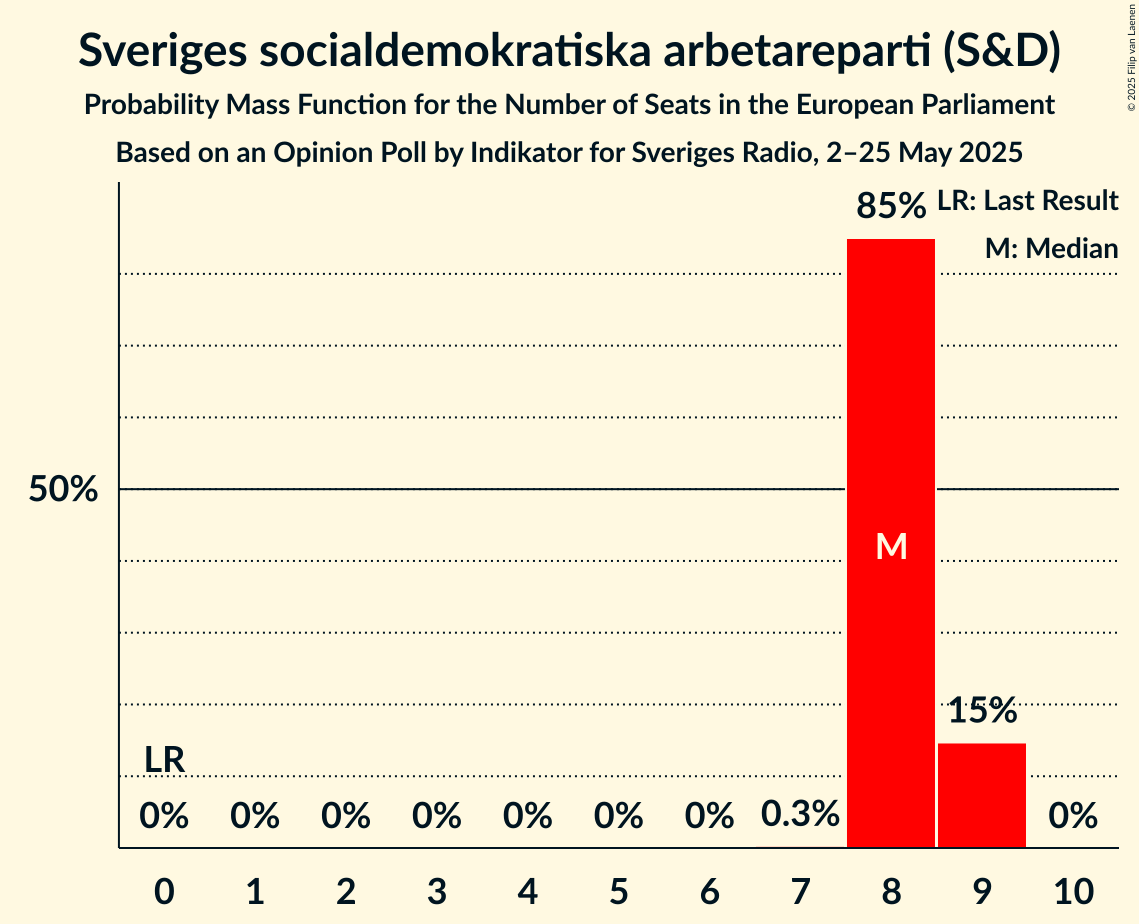 Sveriges socialdemokratiska arbetareparti (S&D)
Probability Mass Function for the Number of Seats in the European Parliament
Based on an Opinion Poll by Indikator for Sveriges Radio, 2–25 May 2025
© 2025 Filip van Laenen
LR: Last Result
M: Median
85%
50%
M
15%
LR
0% 0% 0% 0% 0% 0% 0% 0.3% 0%
0 1 2 3 4 5 6 7 8 9 10